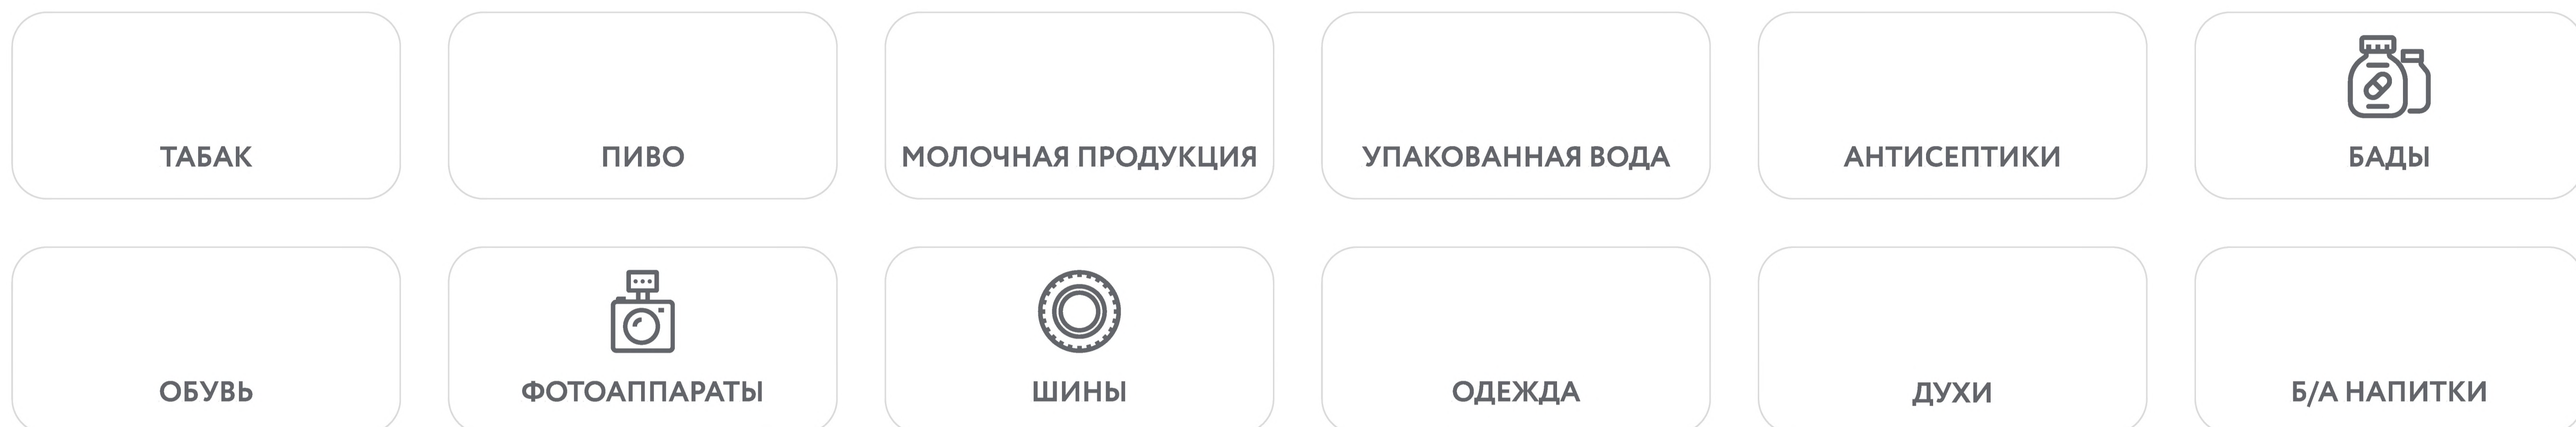 ТАБАК
ПИВО
МОЛОЧНАЯ ПРОДУКЦИЯ
УПАКОВАННАЯ ВОДА
АНТИСЕПТИКИ
БАДЫ
ОБУВЬ
ФОТОАППАРАТЫ
ШИНЫ
ОДЕЖДА
ДУХИ
Б/А НАПИТКИ